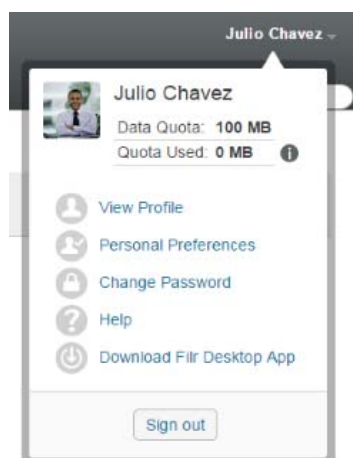 Julio Chavez
Julio Chavez
Data Quota: 100 MB
Quota Used: 0 MB
View Profile
Personal Preferences
Change Password
Help
Download Filr Desktop App
Sign out